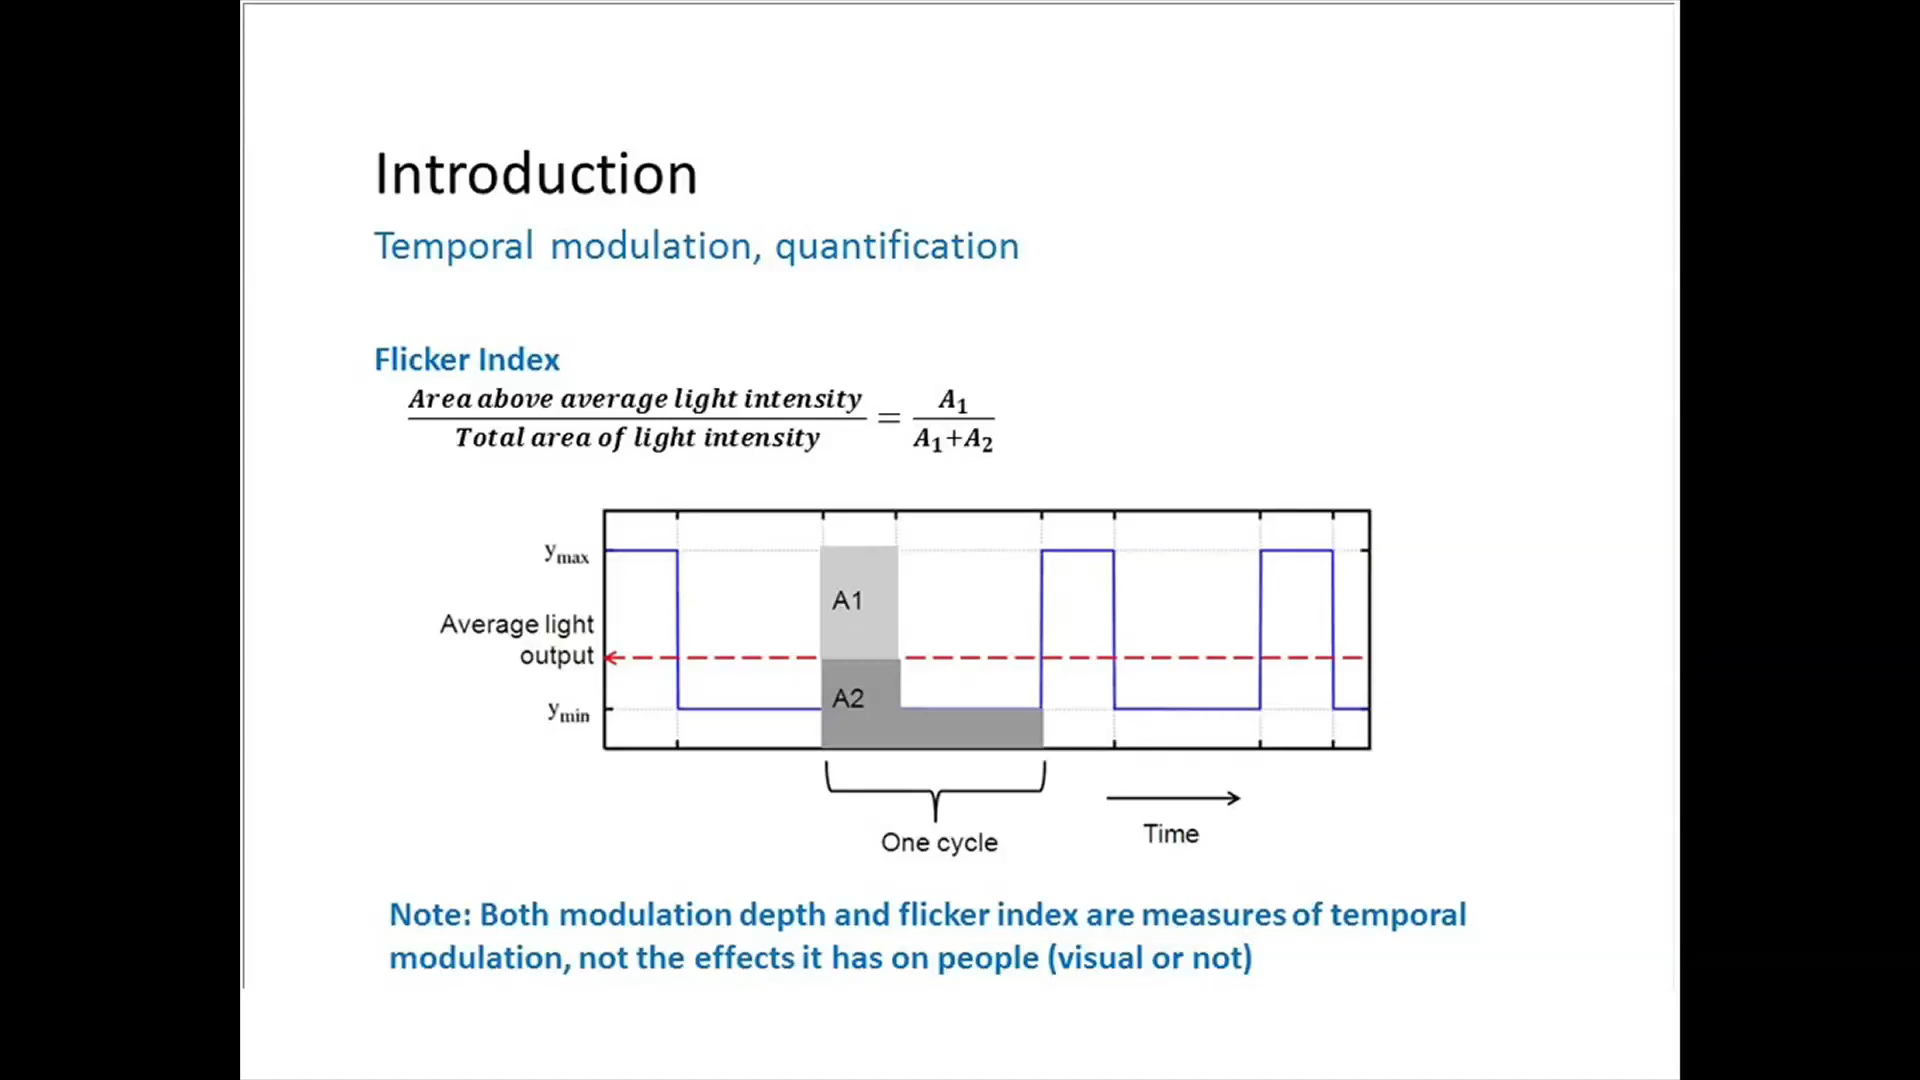 Introduction
Temporal modulation, quantification
Flicker Index
Area above average light intensity
Total area of light intensity
=
A1
A1+A2
ymax
A1
Average light
output
A2
ymin
One cycle
Time
Note: Both modulation depth and flicker index are measures of temporal
modulation, not the effects it has on people (visual or not)